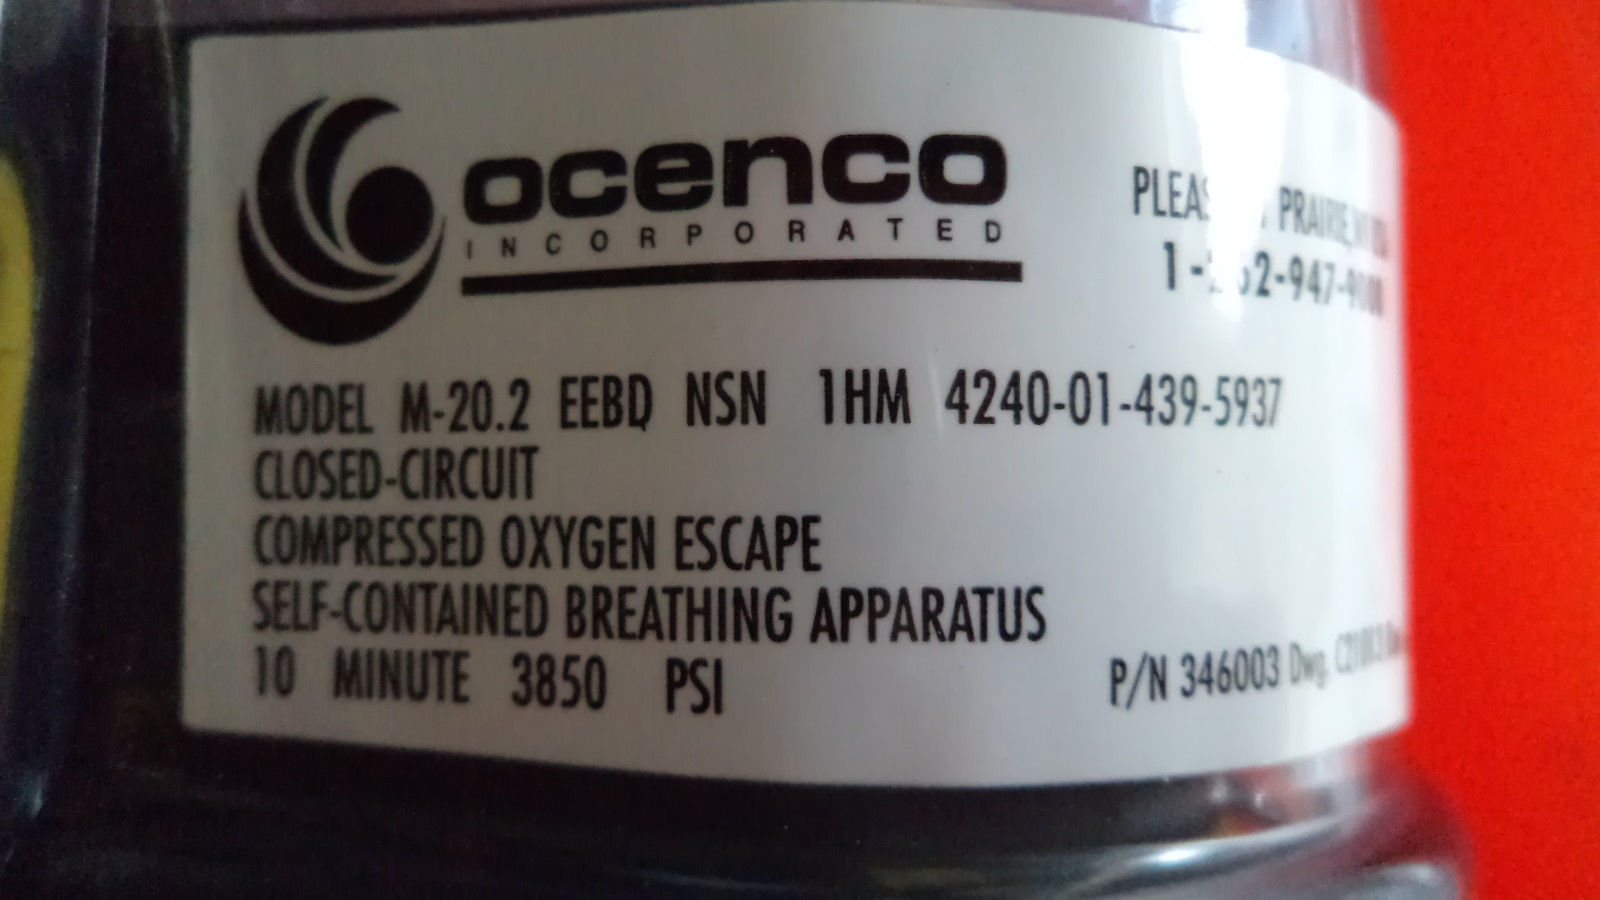 ocenco
INCORPORATED
PRAIRIE,
MODEL M-20.2 EEBD NSN 1HM 4240-01-439-5937
CLOSED-CIRCUIT
COMPRESSED OXYGEN ESCAPE
SELF-CONTAINED BREATHING APPARATUS
10 MINUTE 3850 PSI
P/N 346003 Dwg.